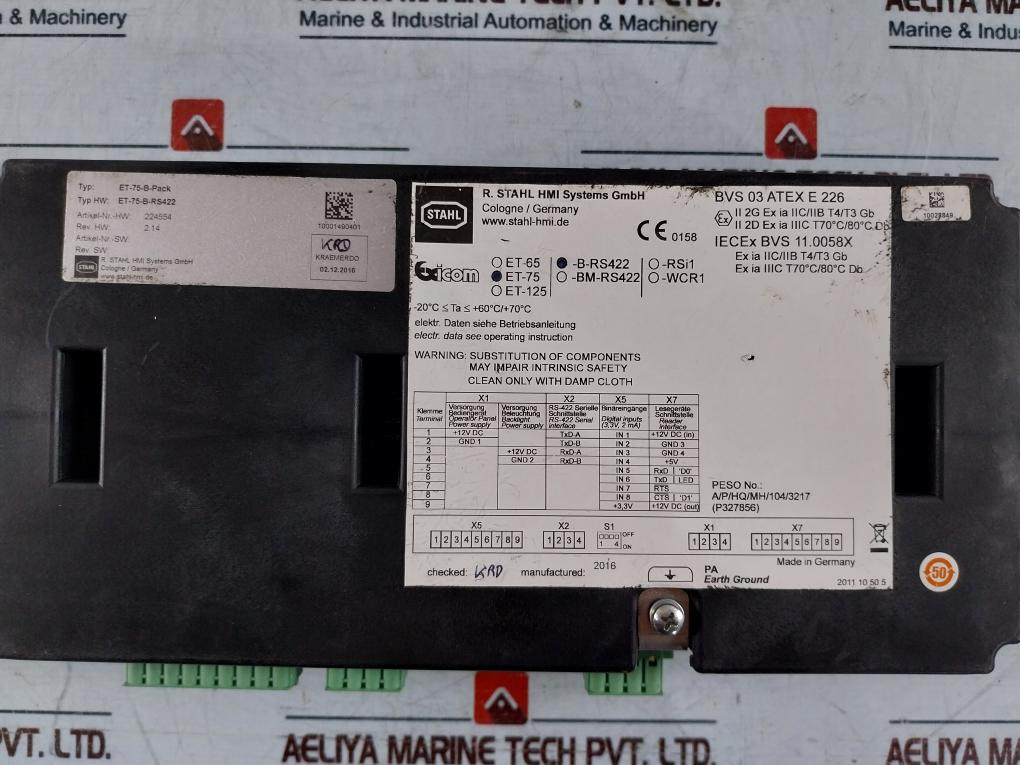 & Machinery
AELIYA MARINE TECH PVT. LTD.
Marine & Industrial Automation & Machinery
AELIYA MA
Marine & Indus
Typ: ET-75-B-Pack
Typ HW: ET-75-B-RS422
Artikel-Nr.-HW: 224554
Rev. HW: 2.14
Artikel-Nr.-SW:
Rev. SW:
STAHL
R. STAHL HMI Systems GmbH
Cologne / Germany
www.stahl-hmi.de
10001490401
KRD
KRAEMERDO
02.12.2016
STAHL
R. STAHL HMI Systems GmbH
Cologne / Germany
www.stahl-hmi.de
CE 0158
BVS 03 ATEX E 226
Ex II 2G Ex ia IIC/IIB T4/T3 Gb
II 2D Ex ia IIIC T70°C/80°C Db
IECEx BVS 11.0058X
Ex ia IIC/IIB T4/T3 Gb
Ex ia IIIC T70°C/80°C Db
Exicom
ET-65
ET-75
ET-125
-B-RS422
-BM-RS422
-RSi1
-WCR1
-20°C ≤ Ta ≤ +60°C/+70°C
elektr. Daten siehe Betriebsanleitung
electr. data see operating instruction
WARNING: SUBSTITUTION OF COMPONENTS
MAY IMPAIR INTRINSIC SAFETY
CLEAN ONLY WITH DAMP CLOTH
X1 X2 X5 X7
Klemme
Terminal
Versorgung
Bediengerät
Operator Panel
Power supply
Versorgung
Beleuchtung
Backlight
Power supply
RS-422 Serielle
Schnittstelle
RS-422 Serial
interface
Binäreingänge
Digital inputs
(3,3V, 2 mA)
Lesegeräte
Schnittstelle
Reader
interface
1 +12V DC TxD-A IN 1 +12V DC (in)
2 GND 1 TxD-B IN 2 GND 3
3 +12V DC RxD-A IN 3 GND 4
4 GND 2 RxD-B IN 4 +5V
5 IN 5 RxD 'D0'
6 IN 6 TxD LED
7 IN 7 RTS
8 IN 8 CTS 'D1'
9 +3,3V +12V DC (out)
PESO No.:
A/P/HQ/MH/104/3217
(P327856)
X5 X2 S1 X1 X7
1 2 3 4 5 6 7 8 9 1 2 3 4 OFF 1 4 ON 1 2 3 4 1 2 3 4 5 6 7 8 9
Made in Germany
checked: KRD manufactured: 2016
PA
Earth Ground
2011 10 50 5
50
PVT. LTD.
AELIYA MARINE TECH PVT. LTD.
AELIYA MA